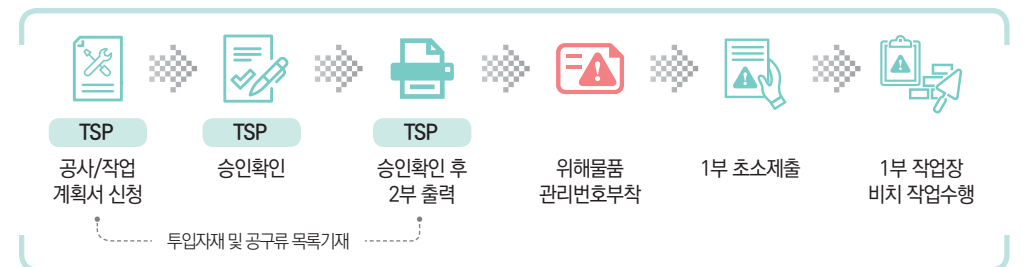 TSP
공사/작업
계획서 신청
TSP
승인확인
TSP
승인확인 후
2부 출력
위해물품
관리번호부착
1부 초소제출
1부 작업장
비치 작업수행
투입자재 및 공구류 목록기재